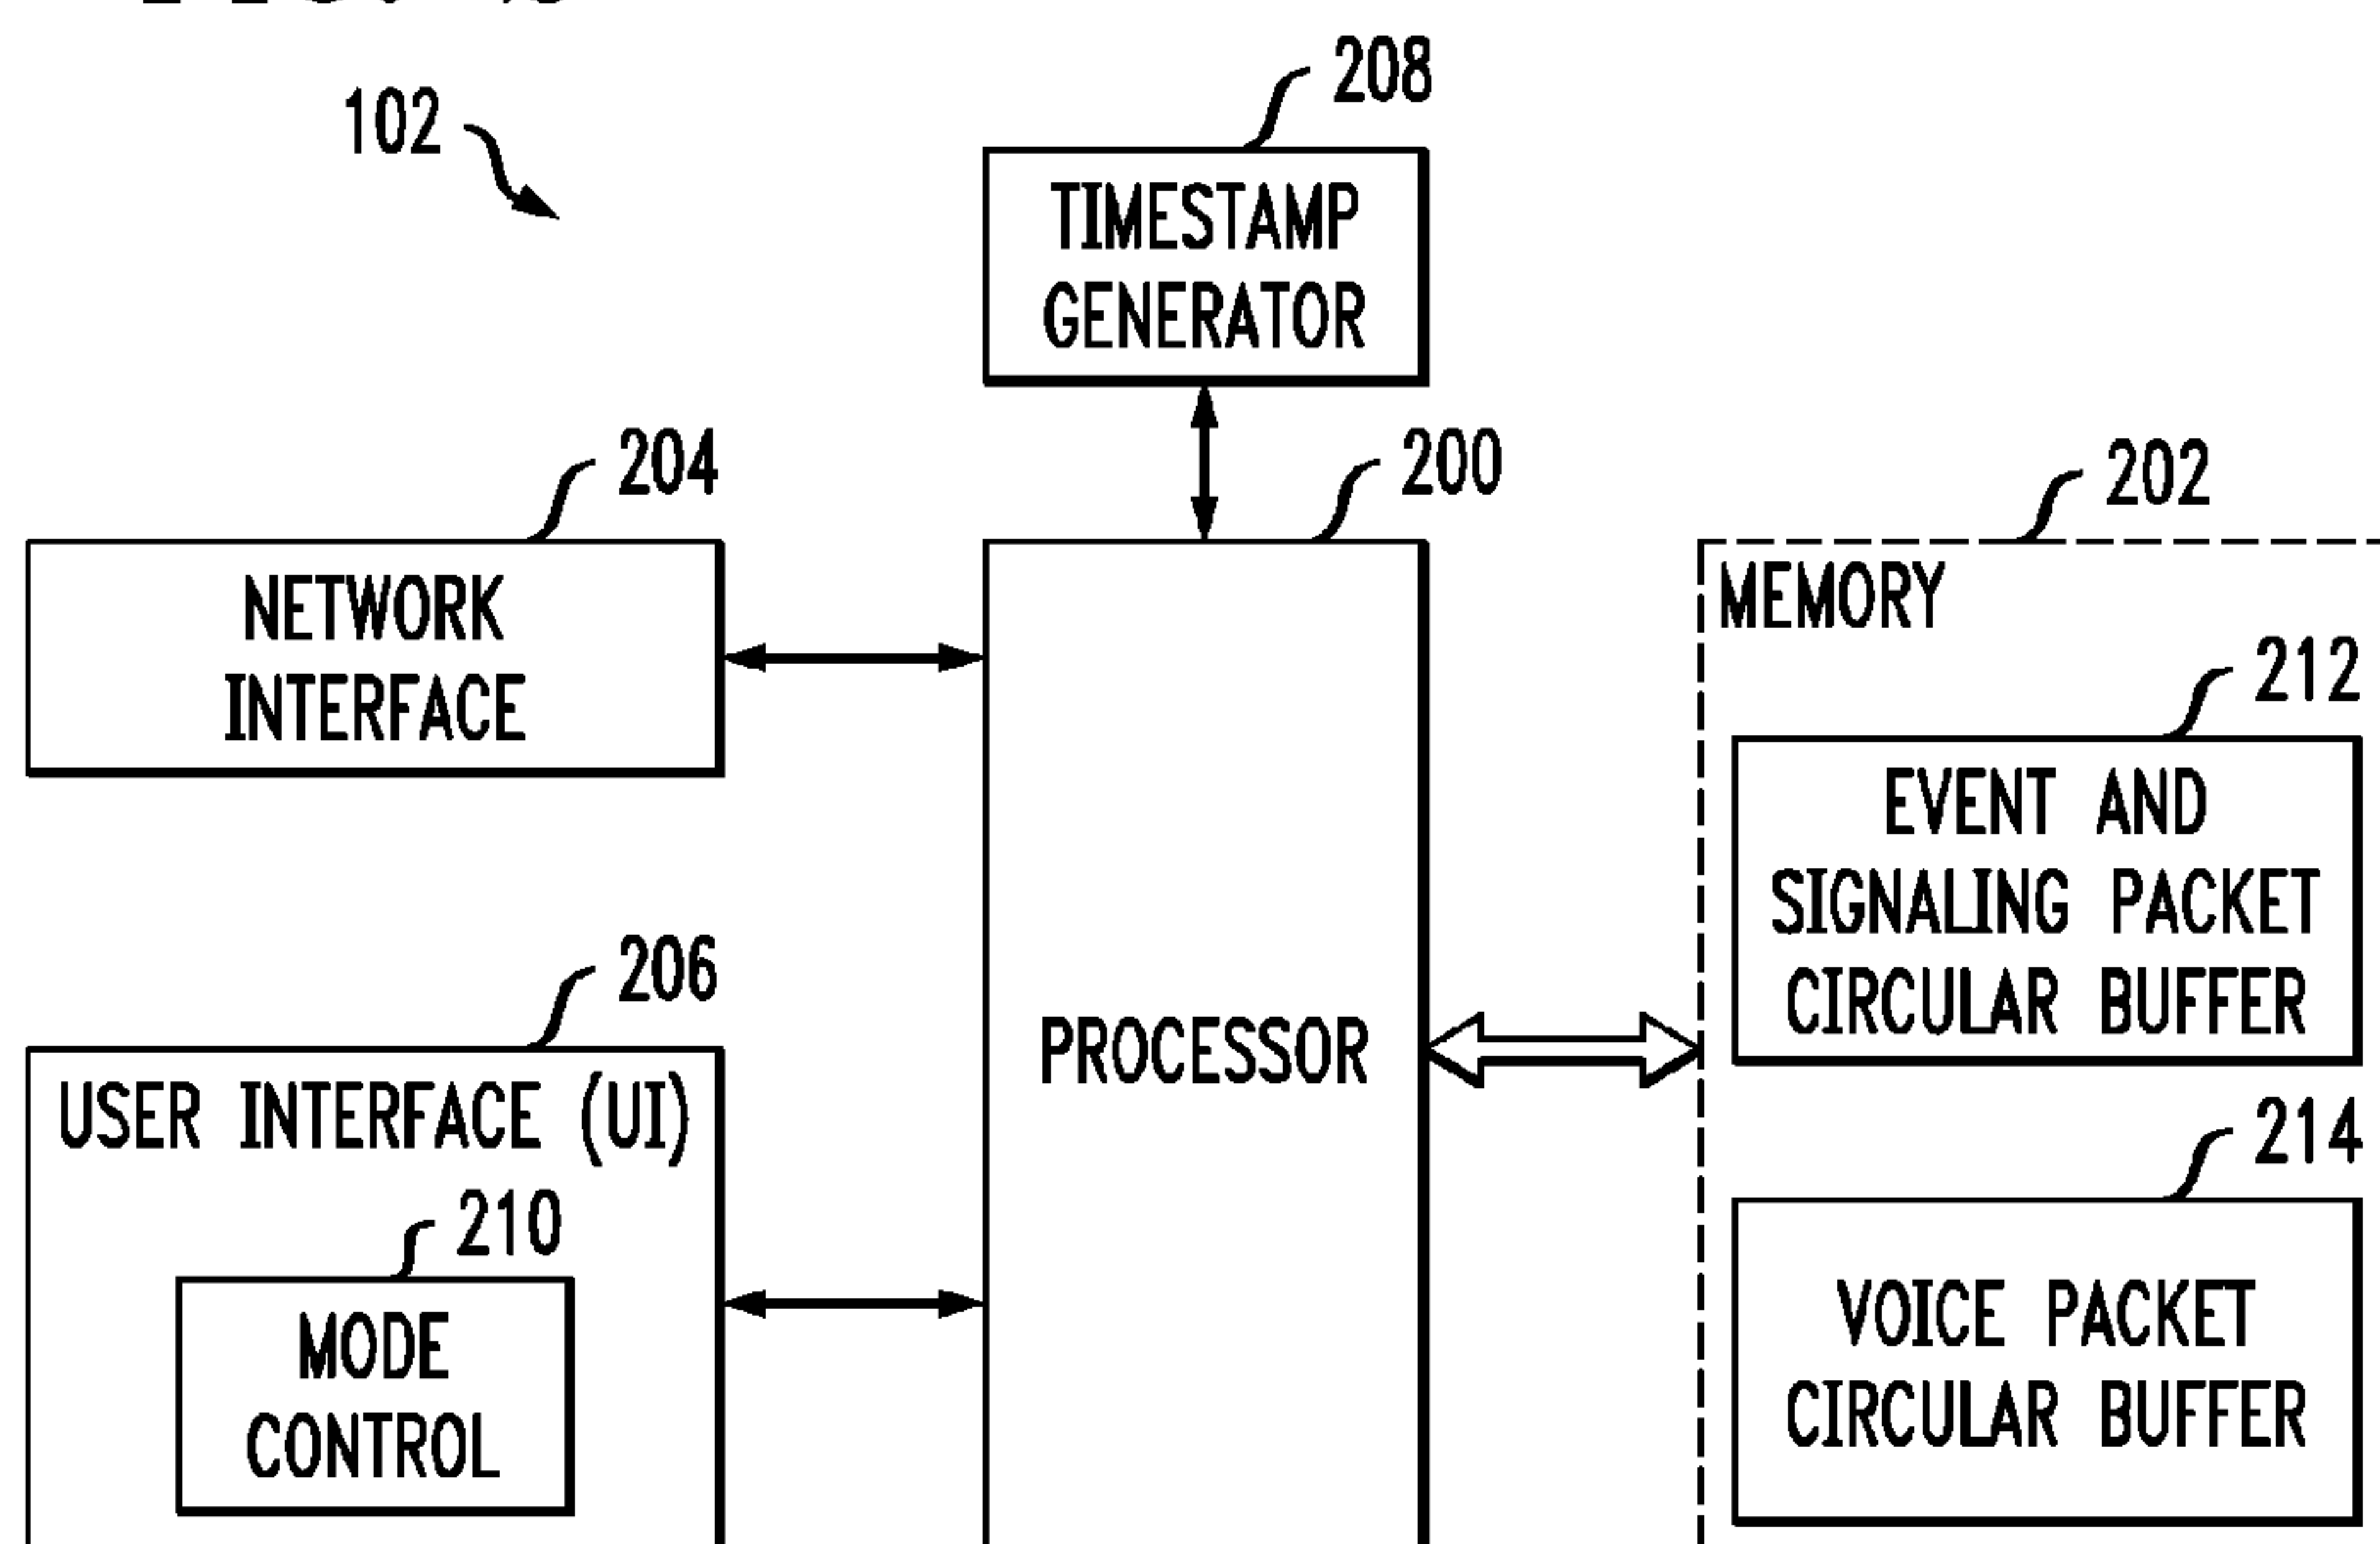 208
102
TIMESTAMP
GENERATOR
204
200
202
NETWORK
INTERFACE
MEMORY
212
EVENT AND
SIGNALING PACKET
CIRCULAR BUFFER
206
PROCESSOR
USER INTERFACE (UI)
214
210
MODE
CONTROL
VOICE PACKET
CIRCULAR BUFFER